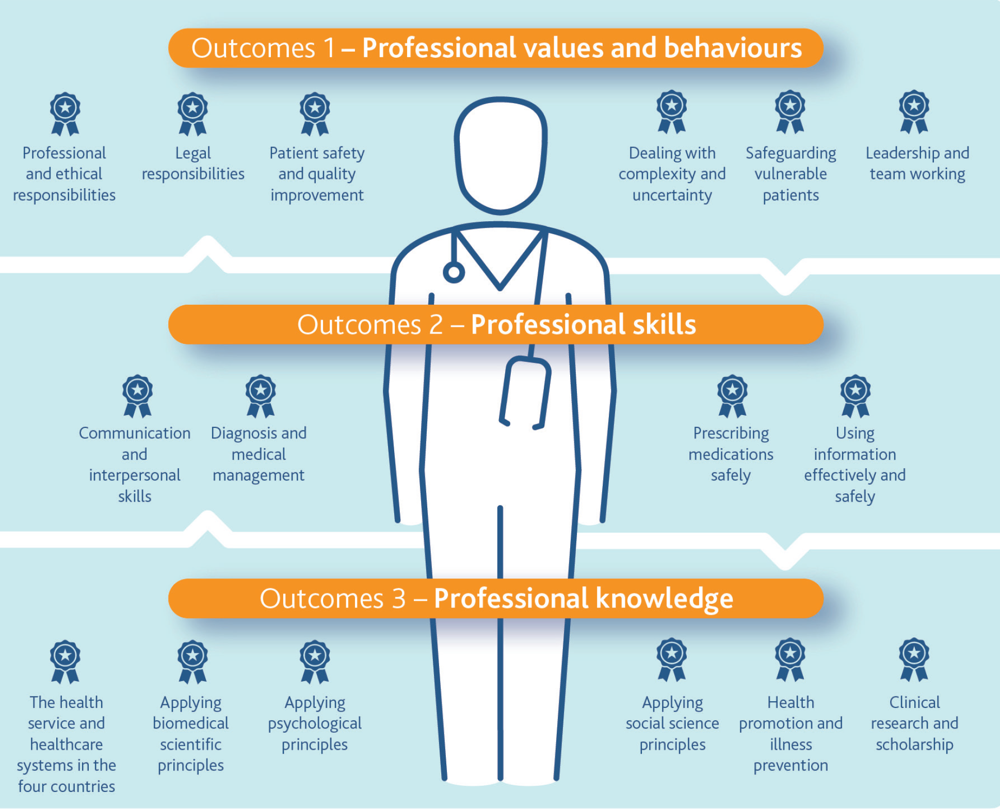 Outcomes 1 – Professional values and behaviours
Professional
and ethical
responsibilities
Legal
responsibilities
Patient safety
and quality
improvement
Dealing with
complexity and
uncertainty
Safeguarding
vulnerable
patients
Leadership and
team working
Outcomes 2 – Professional skills
Communication
and
interpersonal
skills
Diagnosis and
medical
management
Prescribing
medications
safely
Using
information
effectively and
safely
Outcomes 3 – Professional knowledge
The health
service and
healthcare
systems in the
four countries
Applying
biomedical
scientific
principles
Applying
psychological
principles
Applying
social science
principles
Health
promotion and
illness
prevention
Clinical
research and
scholarship